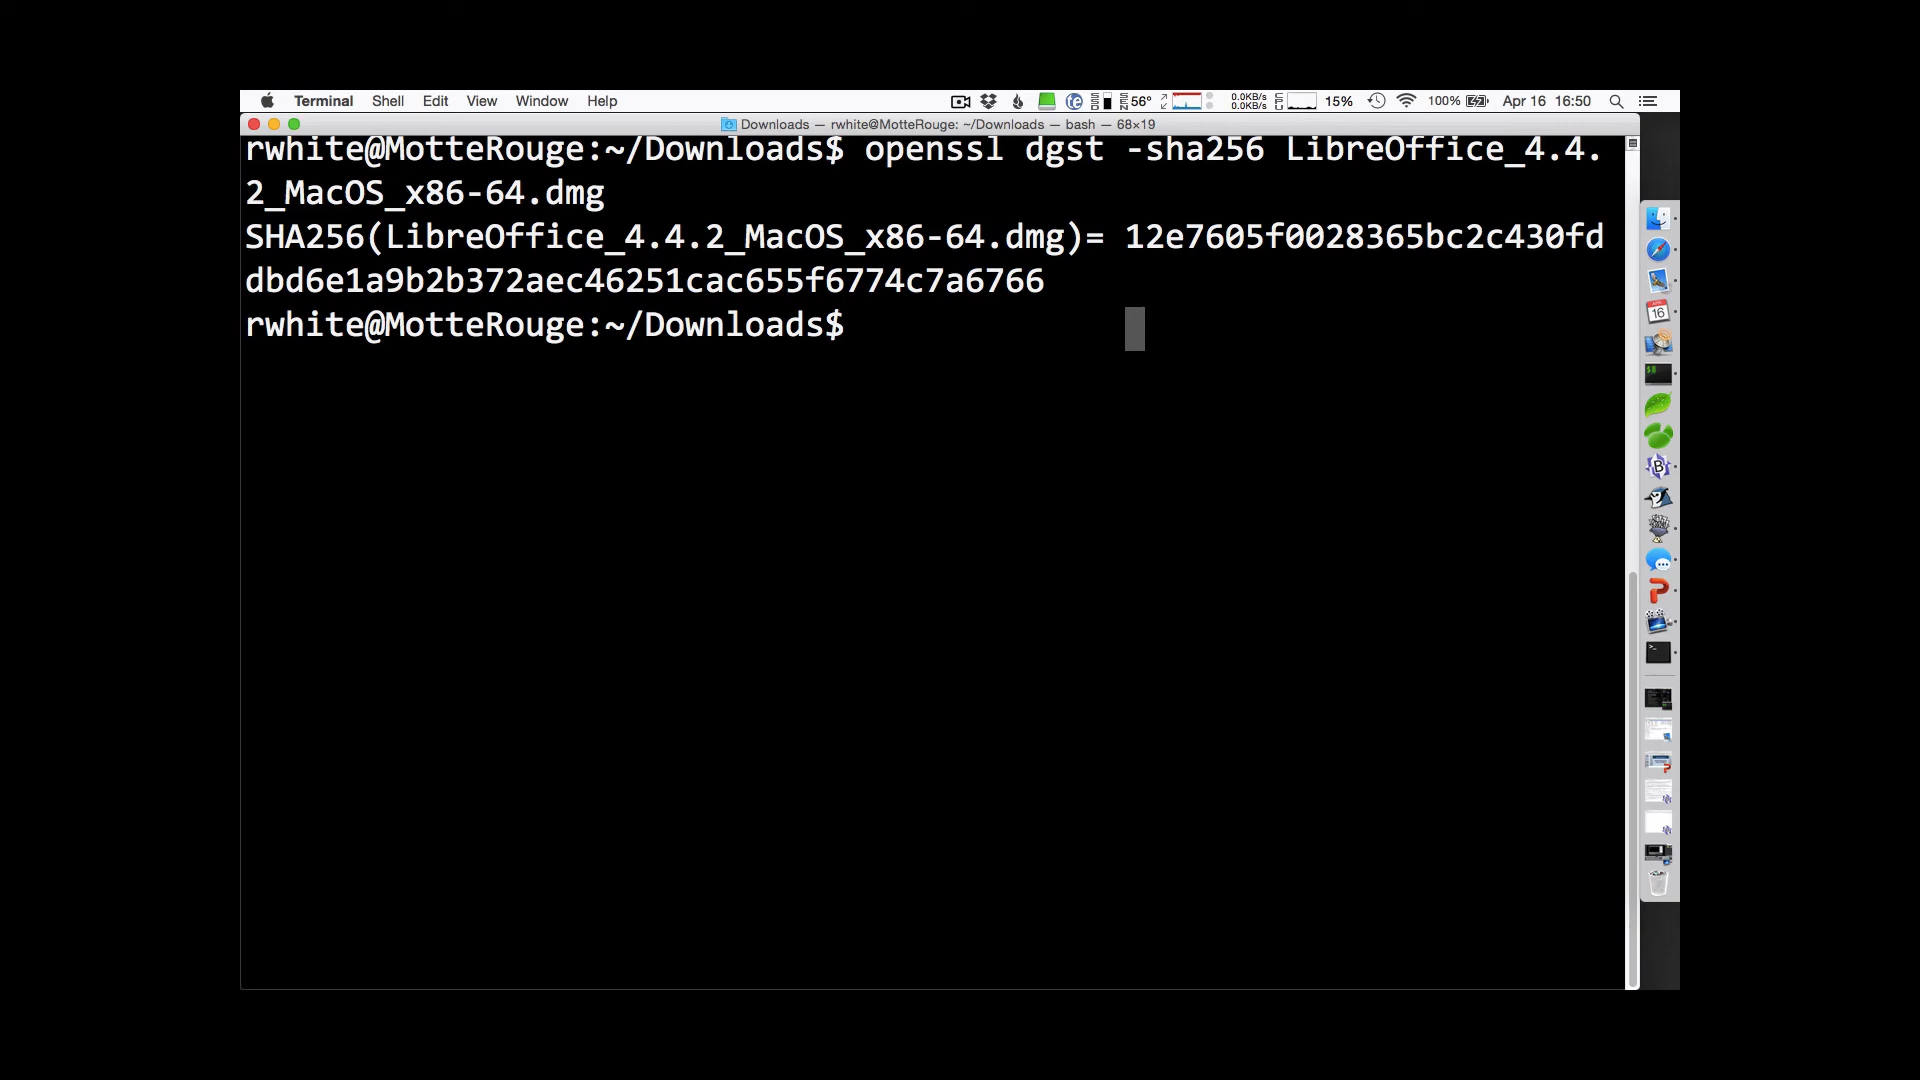 Terminal Shell Edit View Window Help 56° 0.0KB/s 0.0KB/s 15% 100% Apr 16 16:50
Downloads — rwhite@MotteRouge: ~/Downloads — bash — 68×19
rwhite@MotteRouge:~/Downloads$ openssl dgst -sha256 LibreOffice_4.4.
2_MacOS_x86-64.dmg
SHA256(LibreOffice_4.4.2_MacOS_x86-64.dmg)= 12e7605f0028365bc2c430fd
dbd6e1a9b2b372aec46251cac655f6774c7a6766
rwhite@MotteRouge:~/Downloads$
16